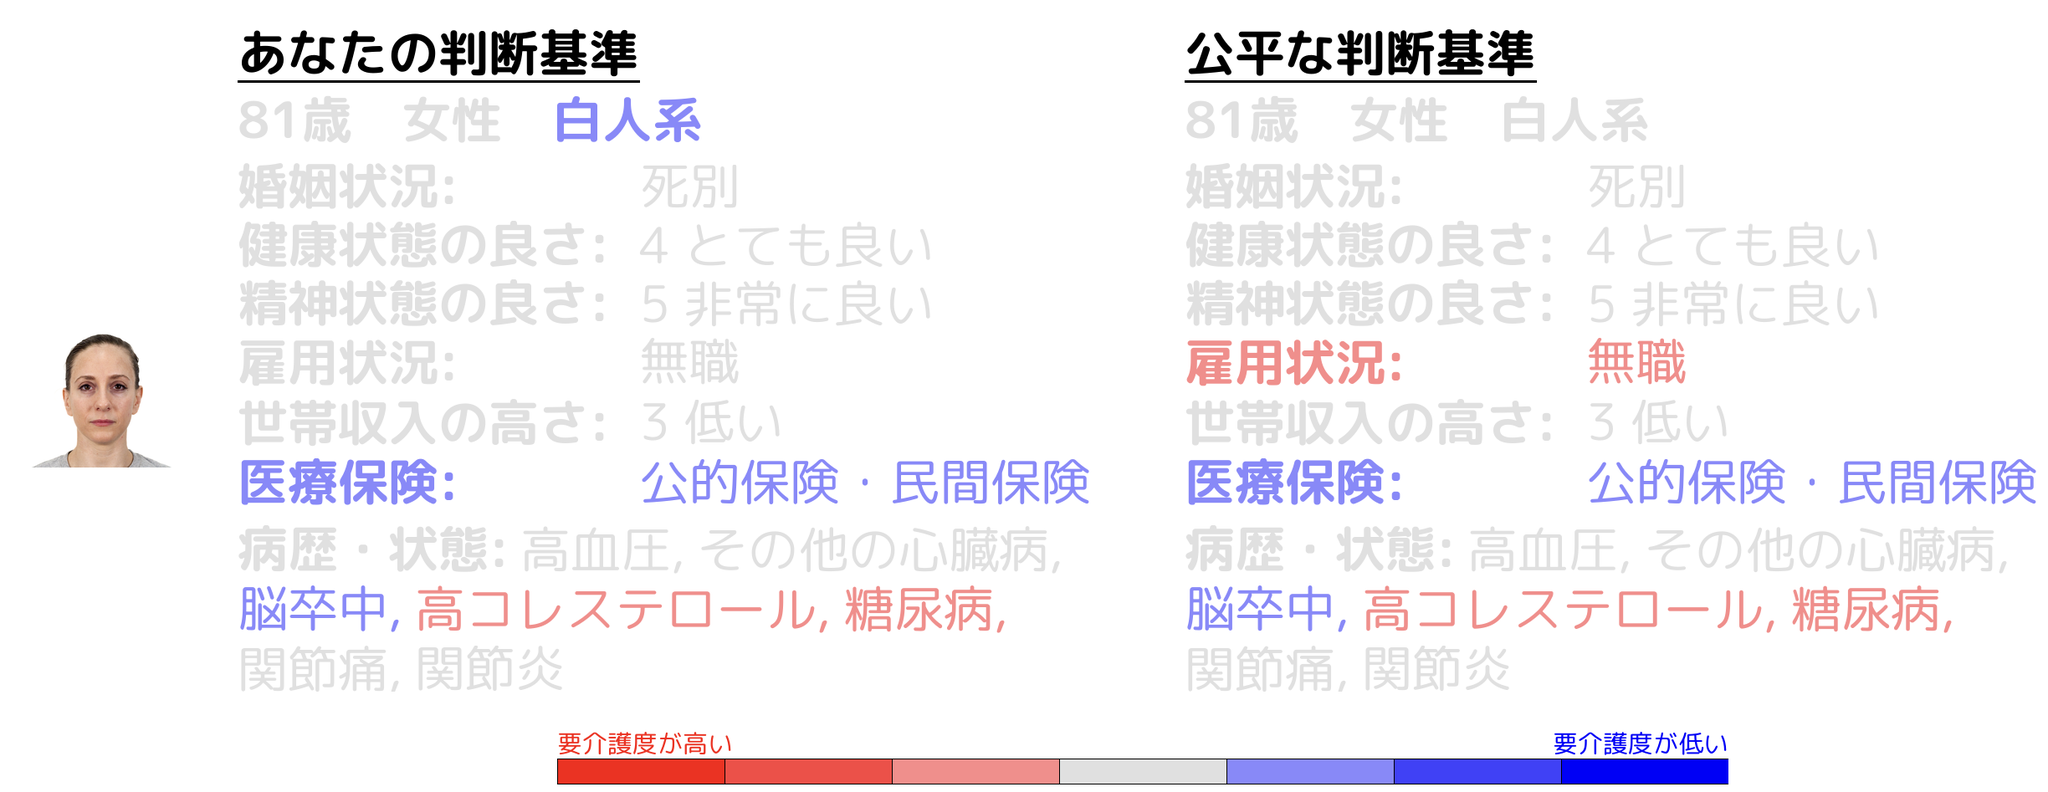 あなたの判断基準
81歳 女性 白人系
婚姻状況: 死別
健康状態の良さ: 4 とても良い
精神状態の良さ: 5 非常に良い
雇用状況: 無職
世帯収入の高さ: 3 低い
医療保険: 公的保険・民間保険
病歴・状態: 高血圧, その他の心臓病,
脳卒中, 高コレステロール, 糖尿病,
関節痛, 関節炎
公平な判断基準
81歳 女性 白人系
婚姻状況: 死別
健康状態の良さ: 4 とても良い
精神状態の良さ: 5 非常に良い
雇用状況: 無職
世帯収入の高さ: 3 低い
医療保険: 公的保険・民間保険
病歴・状態: 高血圧, その他の心臓病,
脳卒中, 高コレステロール, 糖尿病,
関節痛, 関節炎
要介護度が高い
要介護度が低い